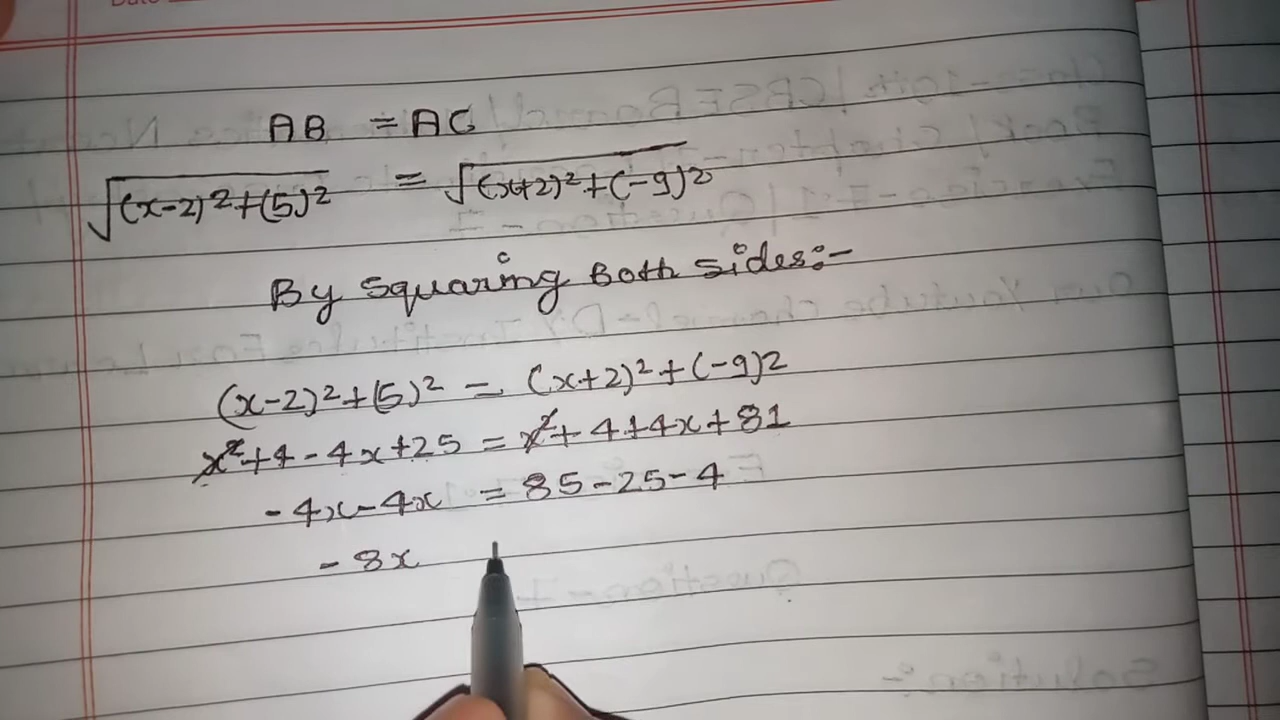 AB = AC
√(x-2)²+(5)² = √(x+2)²+(-9)²
By Squaring Both sides:-
(x-2)²+(5)² = (x+2)²+(-9)2
x²+4-4x+25 = x²+4+4x+81
-4x-4x = 85-25-4
-8x